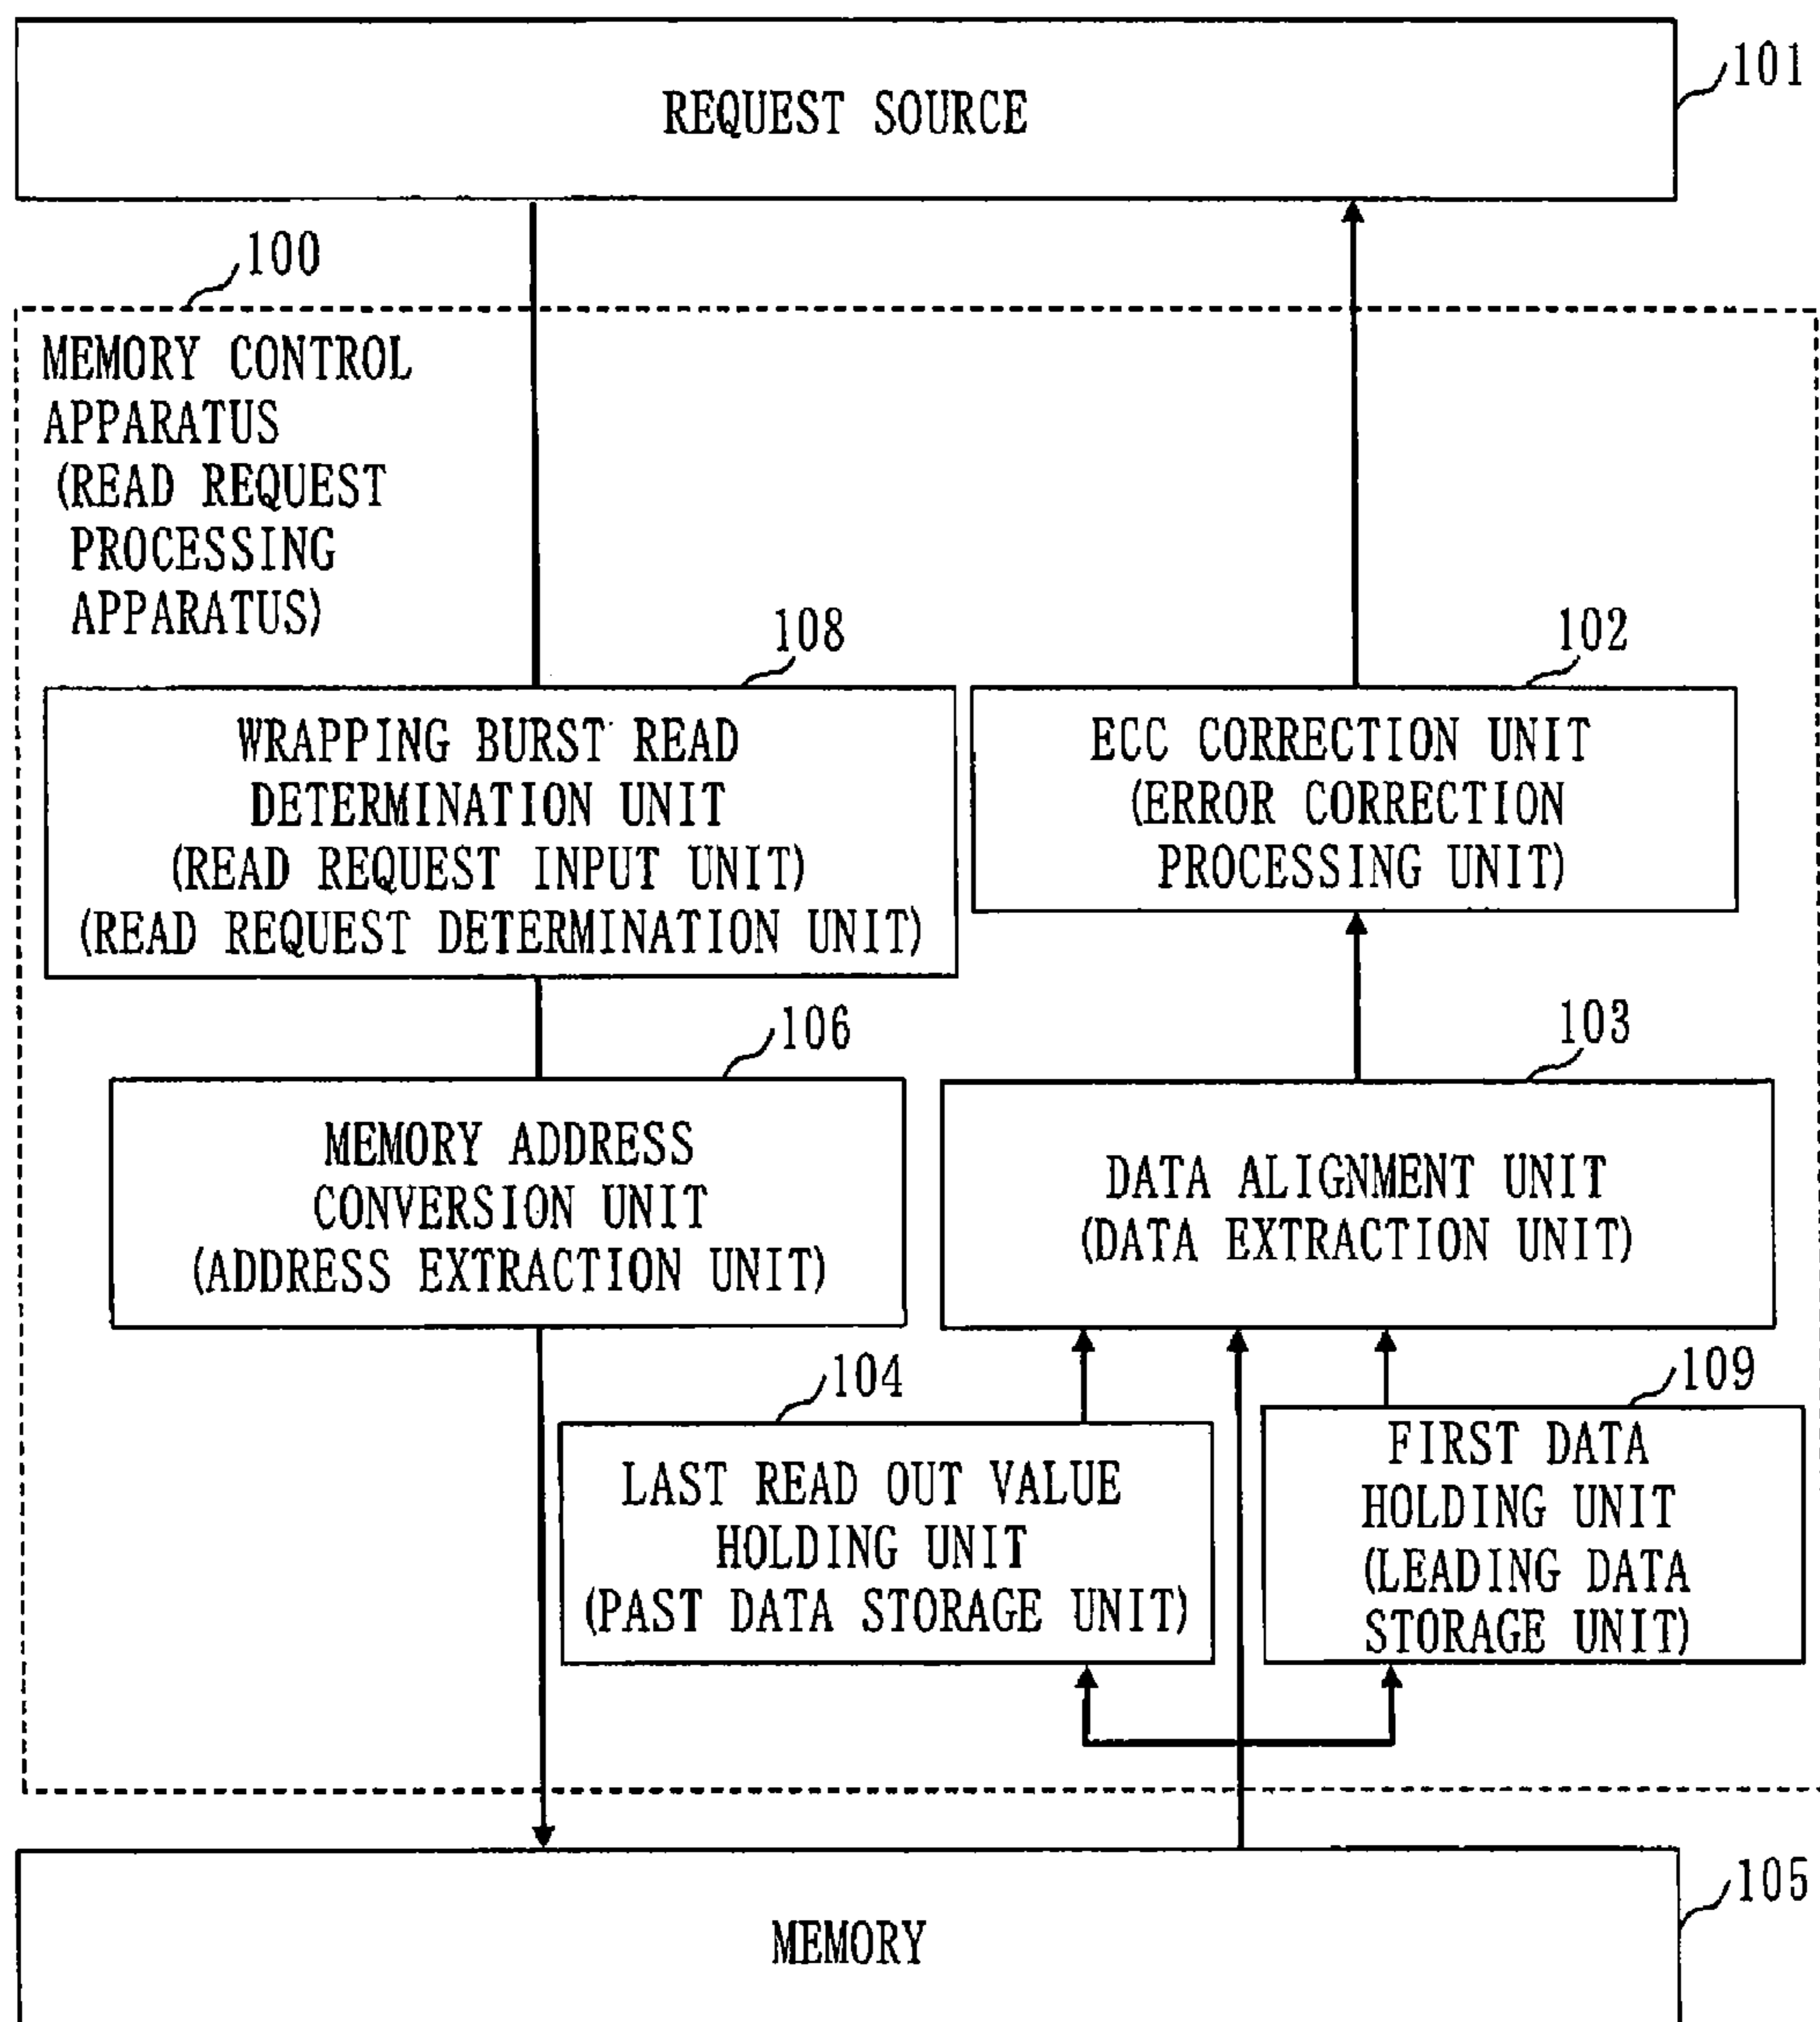 REQUEST SOURCE
101
100
MEMORY CONTROL
APPARATUS
(READ REQUEST
PROCESSING
APPARATUS)
108
WRAPPING BURST READ
DETERMINATION UNIT
(READ REQUEST INPUT UNIT)
(READ REQUEST DETERMINATION UNIT)
102
ECC CORRECTION UNIT
(ERROR CORRECTION
PROCESSING UNIT)
106
MEMORY ADDRESS
CONVERSION UNIT
(ADDRESS EXTRACTION UNIT)
103
DATA ALIGNMENT UNIT
(DATA EXTRACTION UNIT)
104
LAST READ OUT VALUE
HOLDING UNIT
(PAST DATA STORAGE UNIT)
109
FIRST DATA
HOLDING UNIT
(LEADING DATA
STORAGE UNIT)
105
MEMORY